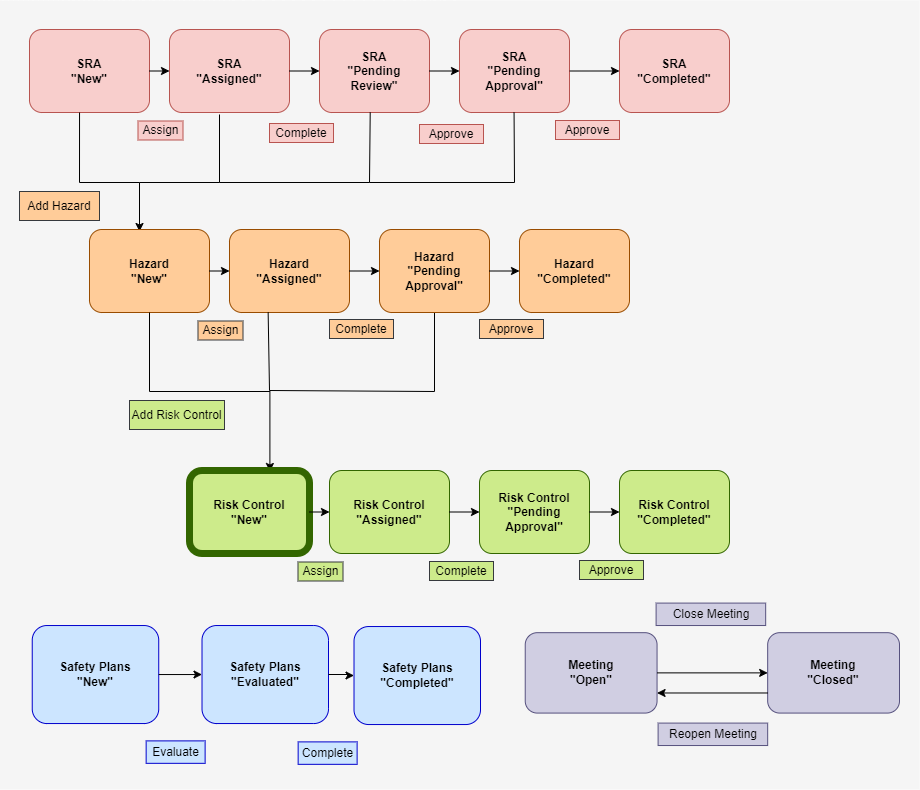 SRA
"New"
SRA
"Assigned"
SRA
"Pending
Review"
SRA
"Pending
Approval"
SRA
"Completed"
Assign
Complete
Approve
Approve
Add Hazard
Hazard
"New"
Hazard
"Assigned"
Hazard
"Pending
Approval"
Hazard
"Completed"
Assign
Complete
Approve
Add Risk Control
Risk Control
"New"
Risk Control
"Assigned"
Risk Control
"Pending
Approval"
Risk Control
"Completed"
Assign
Complete
Approve
Safety Plans
"New"
Safety Plans
"Evaluated"
Safety Plans
"Completed"
Evaluate
Complete
Close Meeting
Meeting
"Open"
Meeting
"Closed"
Reopen Meeting